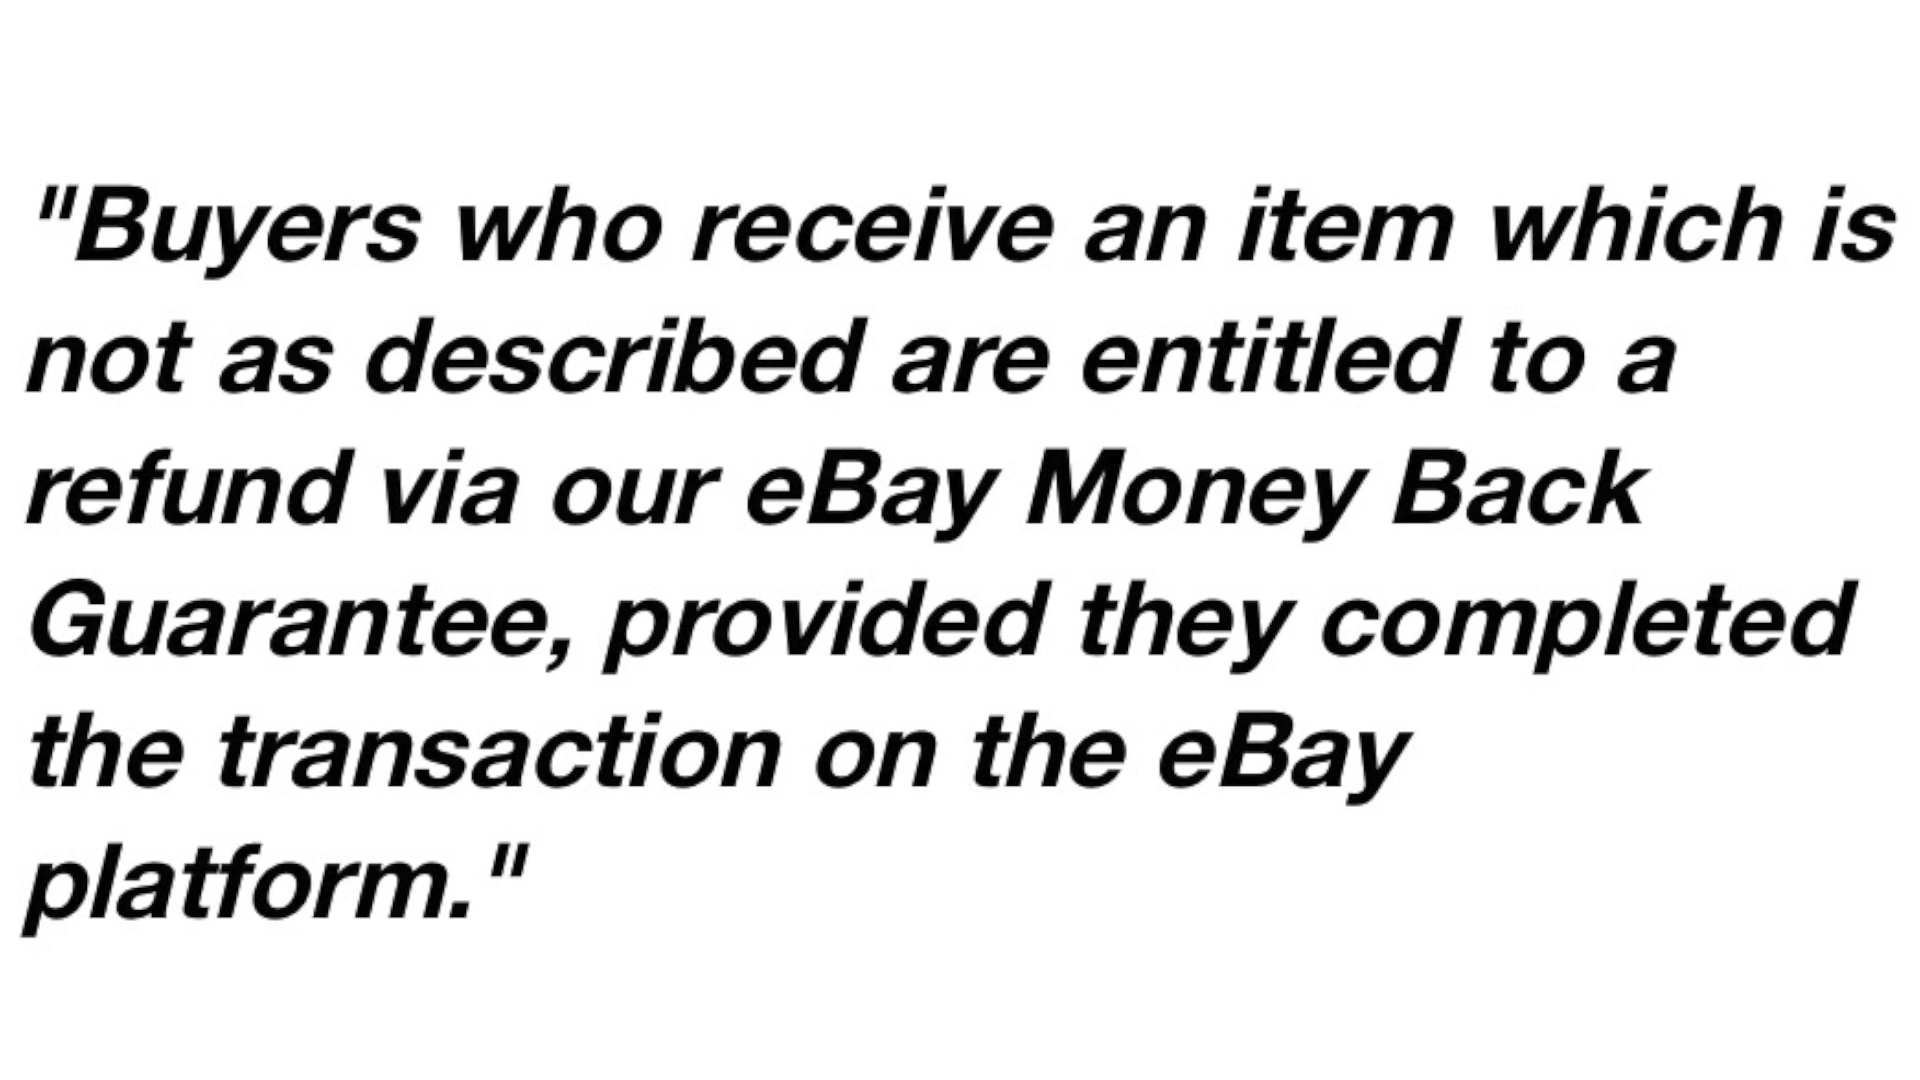 "Buyers who receive an item which is
not as described are entitled to a
refund via our eBay Money Back
Guarantee, provided they completed
the transaction on the eBay
platform."